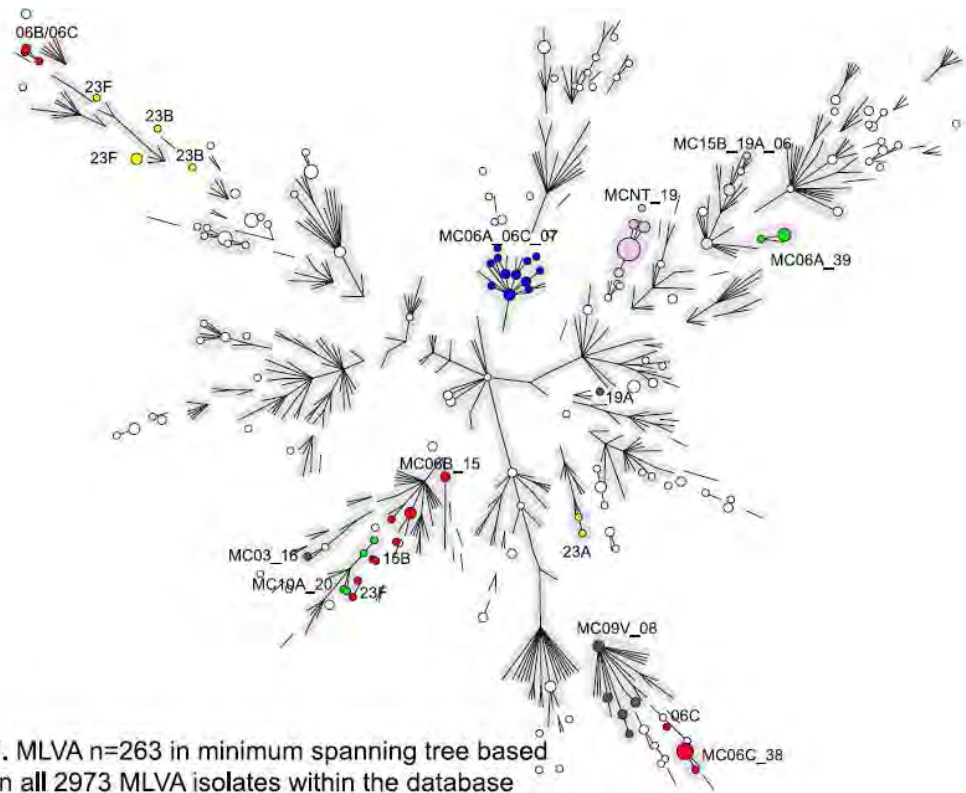 06B/06C
23F
23B
23F
23B
MC15B_19A_06
MCNT_19
MC06A_06C_07
MC06A_39
19A
MC06B_15
MC03_16
15B
23A
MC10A_20
23F
MC09V_08
06C
MC06C_38
. MLVA n=263 in minimum spanning tree based
n all 2973 MLVA isolates within the database